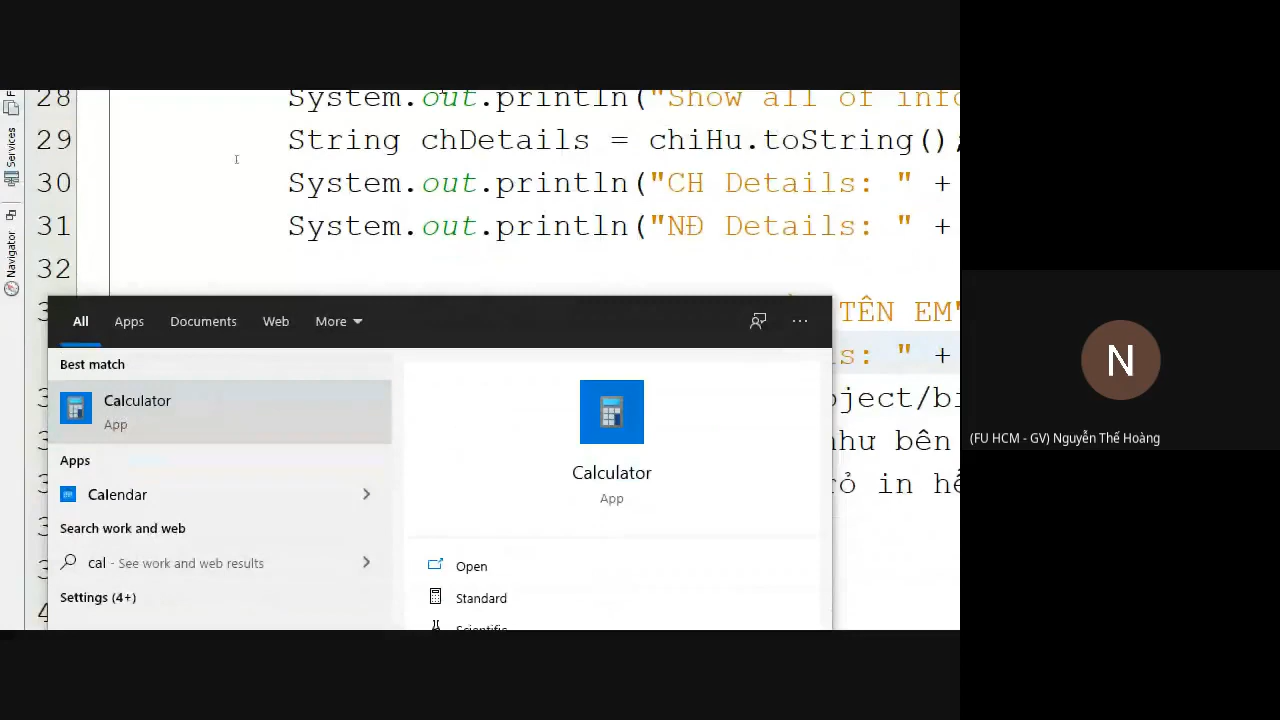 28 System.out.println("Show all of info
29 String chDetails = chiHu.toString();
30 System.out.println("CH Details: " +
31 System.out.println("NĐ Details: " +
32
TÊN EM"
ls: " +
oject/bi
như bên
in hế
Services
Navigator
All Apps Documents Web More
Best match
Calculator
App
Apps
Calendar
Search work and web
cal - See work and web results
Settings (4+)
Calculator
App
Open
Standard
Scientific
N
(FU HCM - GV) Nguyễn Thế Hoàng